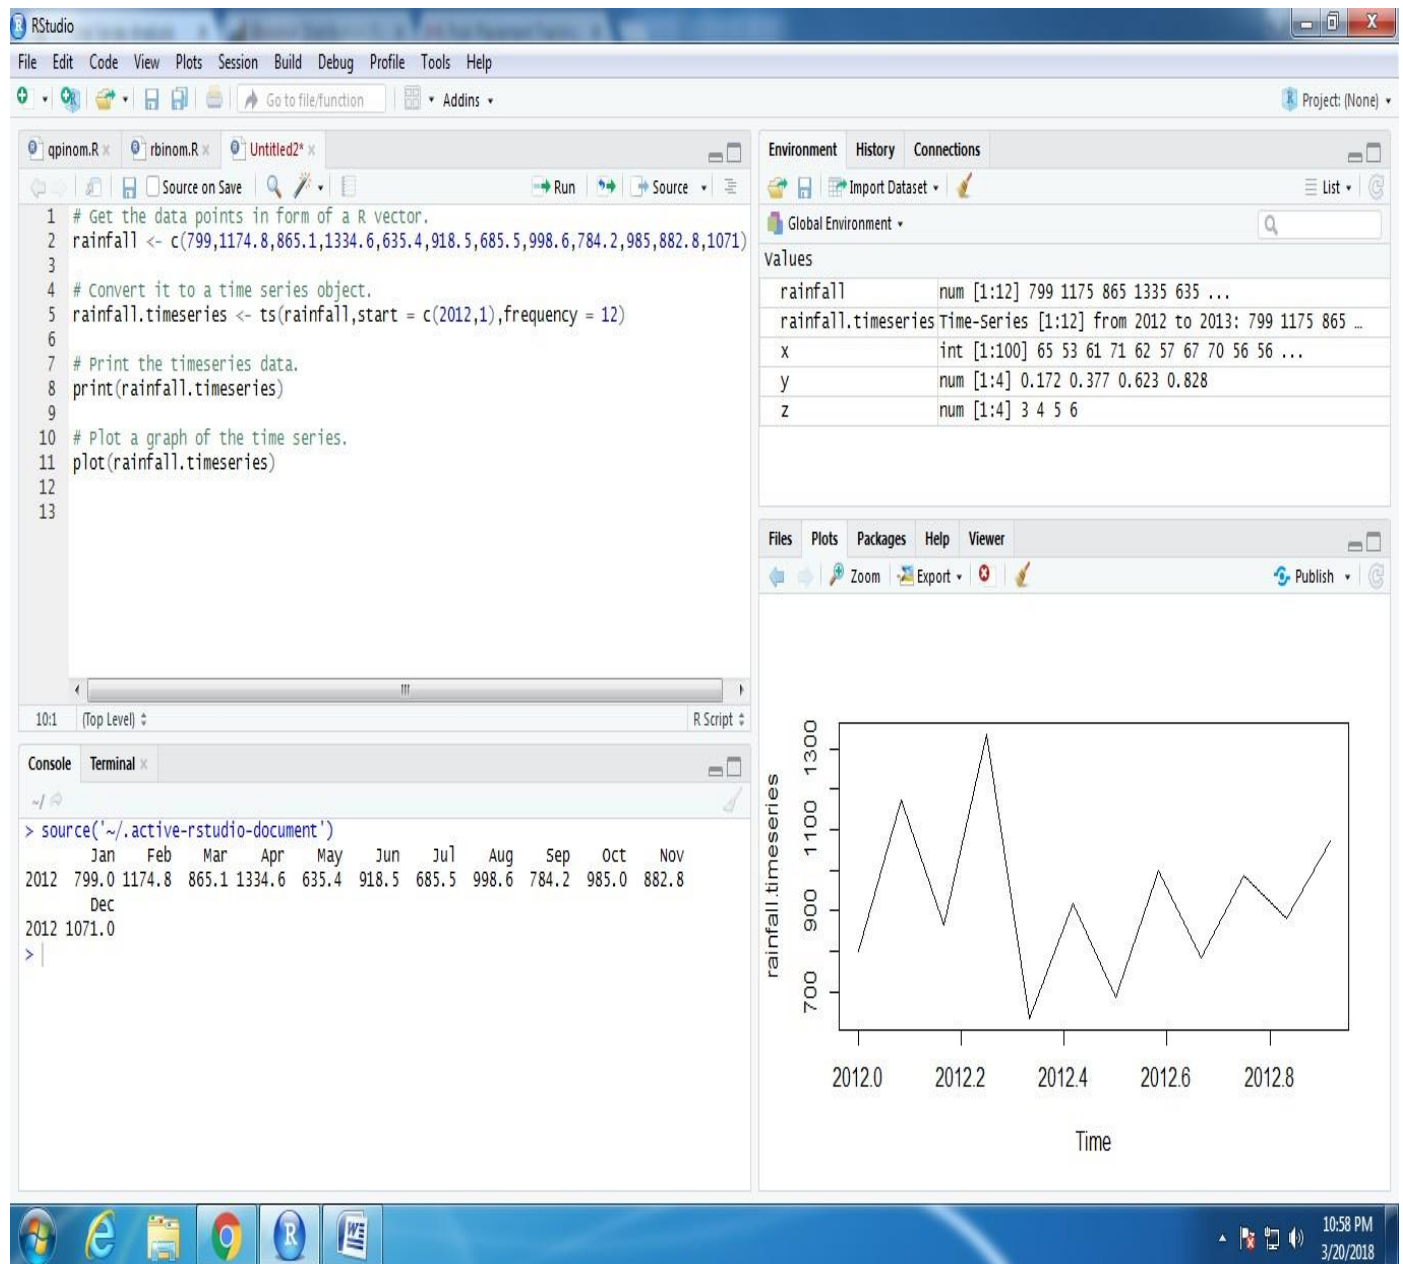 RStudio
File Edit Code View Plots Session Build Debug Profile Tools Help
Go to file/function Addins
Project: (None)
qpinom.R rbinom.R Untitled2*
Source on Save Run Source
1 # Get the data points in form of a R vector.
2 rainfall <- c(799,1174.8,865.1,1334.6,635.4,918.5,685.5,998.6,784.2,985,882.8,1071)
3
4 # Convert it to a time series object.
5 rainfall.timeseries <- ts(rainfall,start = c(2012,1),frequency = 12)
6
7 # Print the timeseries data.
8 print(rainfall.timeseries)
9
10 # Plot a graph of the time series.
11 plot(rainfall.timeseries)
12
13
10:1 (Top Level) R Script
Console Terminal
~/
> source('~/.active-rstudio-document')
Jan Feb Mar Apr May Jun Jul Aug Sep Oct Nov
2012 799.0 1174.8 865.1 1334.6 635.4 918.5 685.5 998.6 784.2 985.0 882.8
Dec
2012 1071.0
>
Environment History Connections
Import Dataset List
Global Environment
Values
rainfall num [1:12] 799 1175 865 1335 635 ...
rainfall.timeseries Time-Series [1:12] from 2012 to 2013: 799 1175 865 …
x int [1:100] 65 53 61 71 62 57 67 70 56 56 ...
y num [1:4] 0.172 0.377 0.623 0.828
z num [1:4] 3 4 5 6
Files Plots Packages Help Viewer
Zoom Export Publish
rainfall.timeseries
1300
1100
900
700
2012.0 2012.2 2012.4 2012.6 2012.8
Time
10:58 PM
3/20/2018